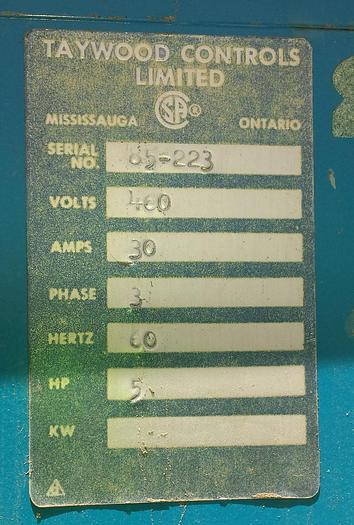 TAYWOOD CONTROLS
LIMITED
SA®
MISSISSAUGA ONTARIO
SERIAL NO. 85-223
VOLTS 460
AMPS 30
PHASE 3
HERTZ 60
HP 5
KW